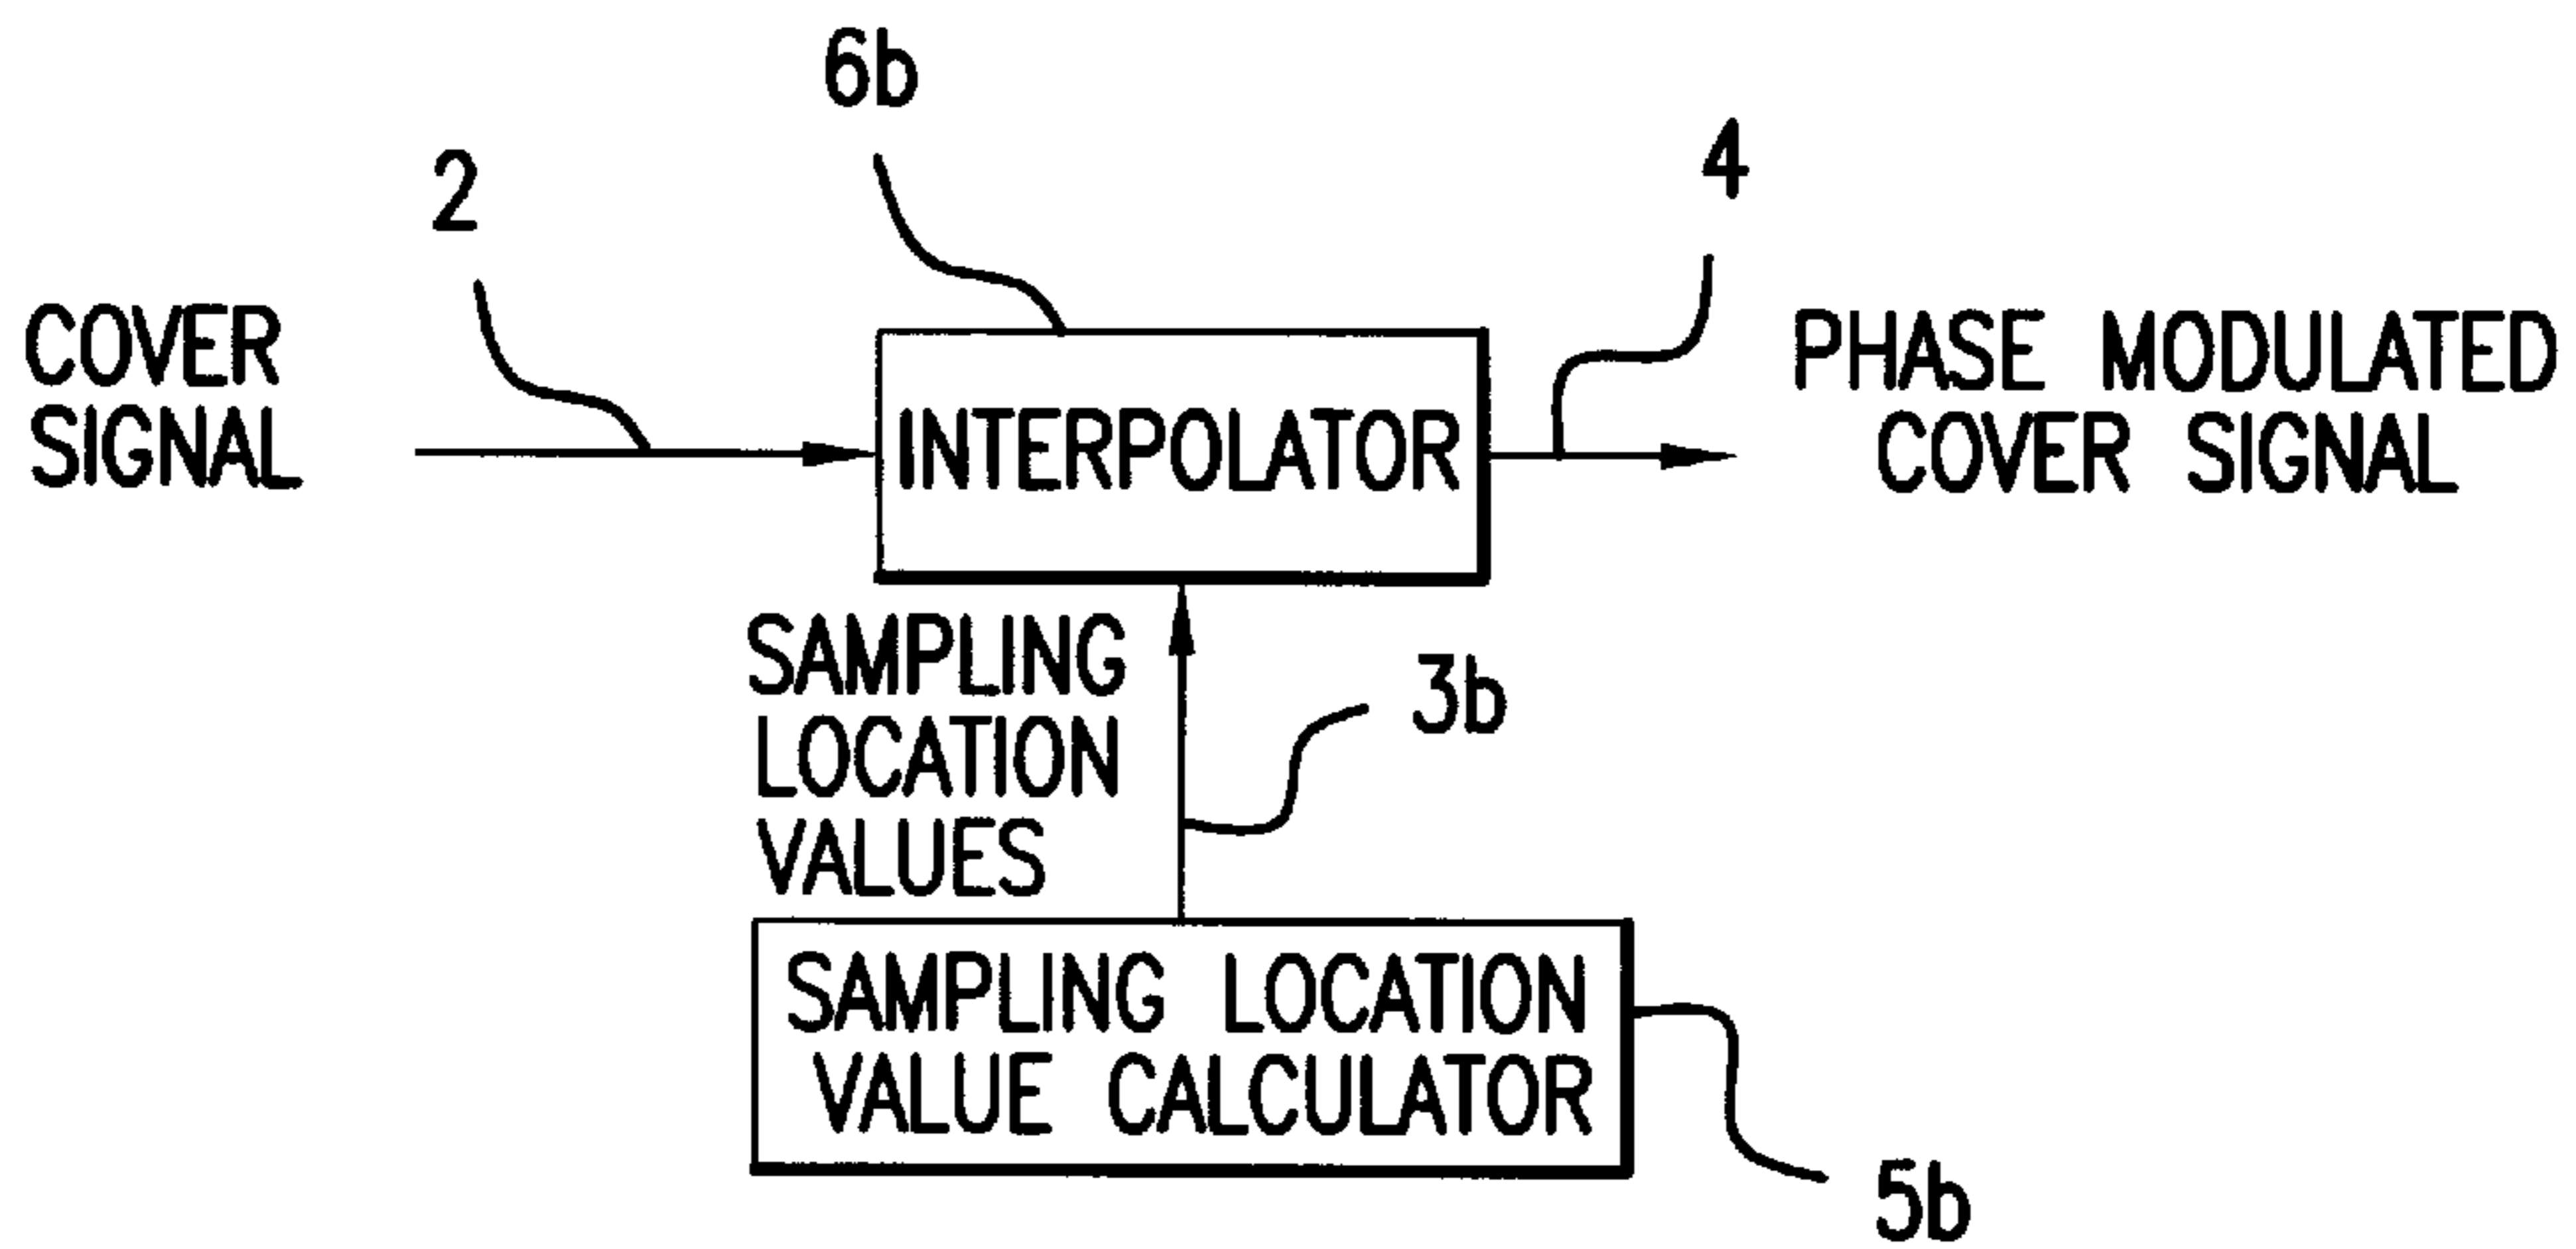 6b
2
4
COVER
SIGNAL
INTERPOLATOR
PHASE MODULATED
COVER SIGNAL
SAMPLING
LOCATION
VALUES
3b
SAMPLING LOCATION
VALUE CALCULATOR
5b